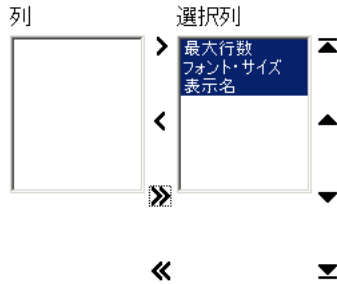 列
選択列
最大行数
フォント・サイズ
表示名